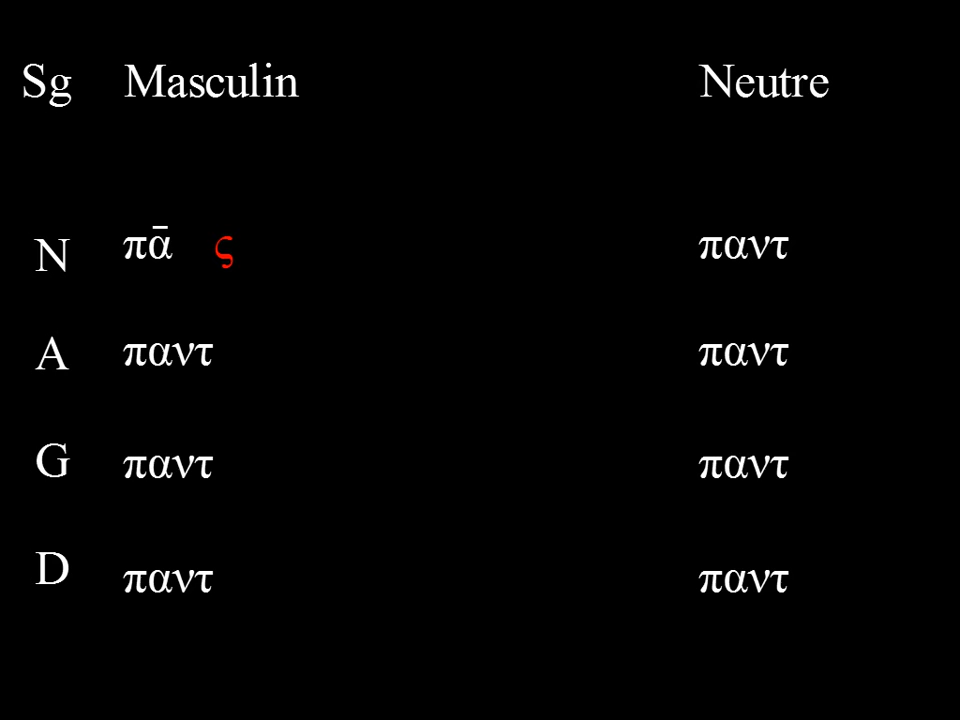 Sg Masculin Neutre
N πᾱ ς παντ
A παντ παντ
G παντ παντ
D παντ παντ